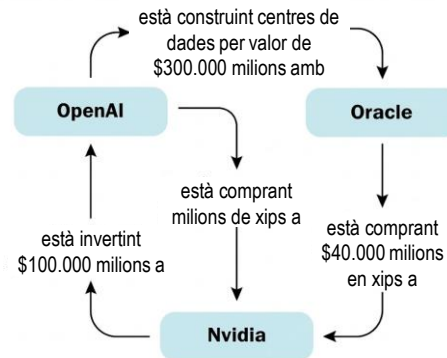 està construint centres de
dades per valor de
$300.000 milions amb
OpenAI
Oracle
està comprant
milions de xips a
està comprant
$40.000 milions
en xips a
està invertint
$100.000 milions a
Nvidia